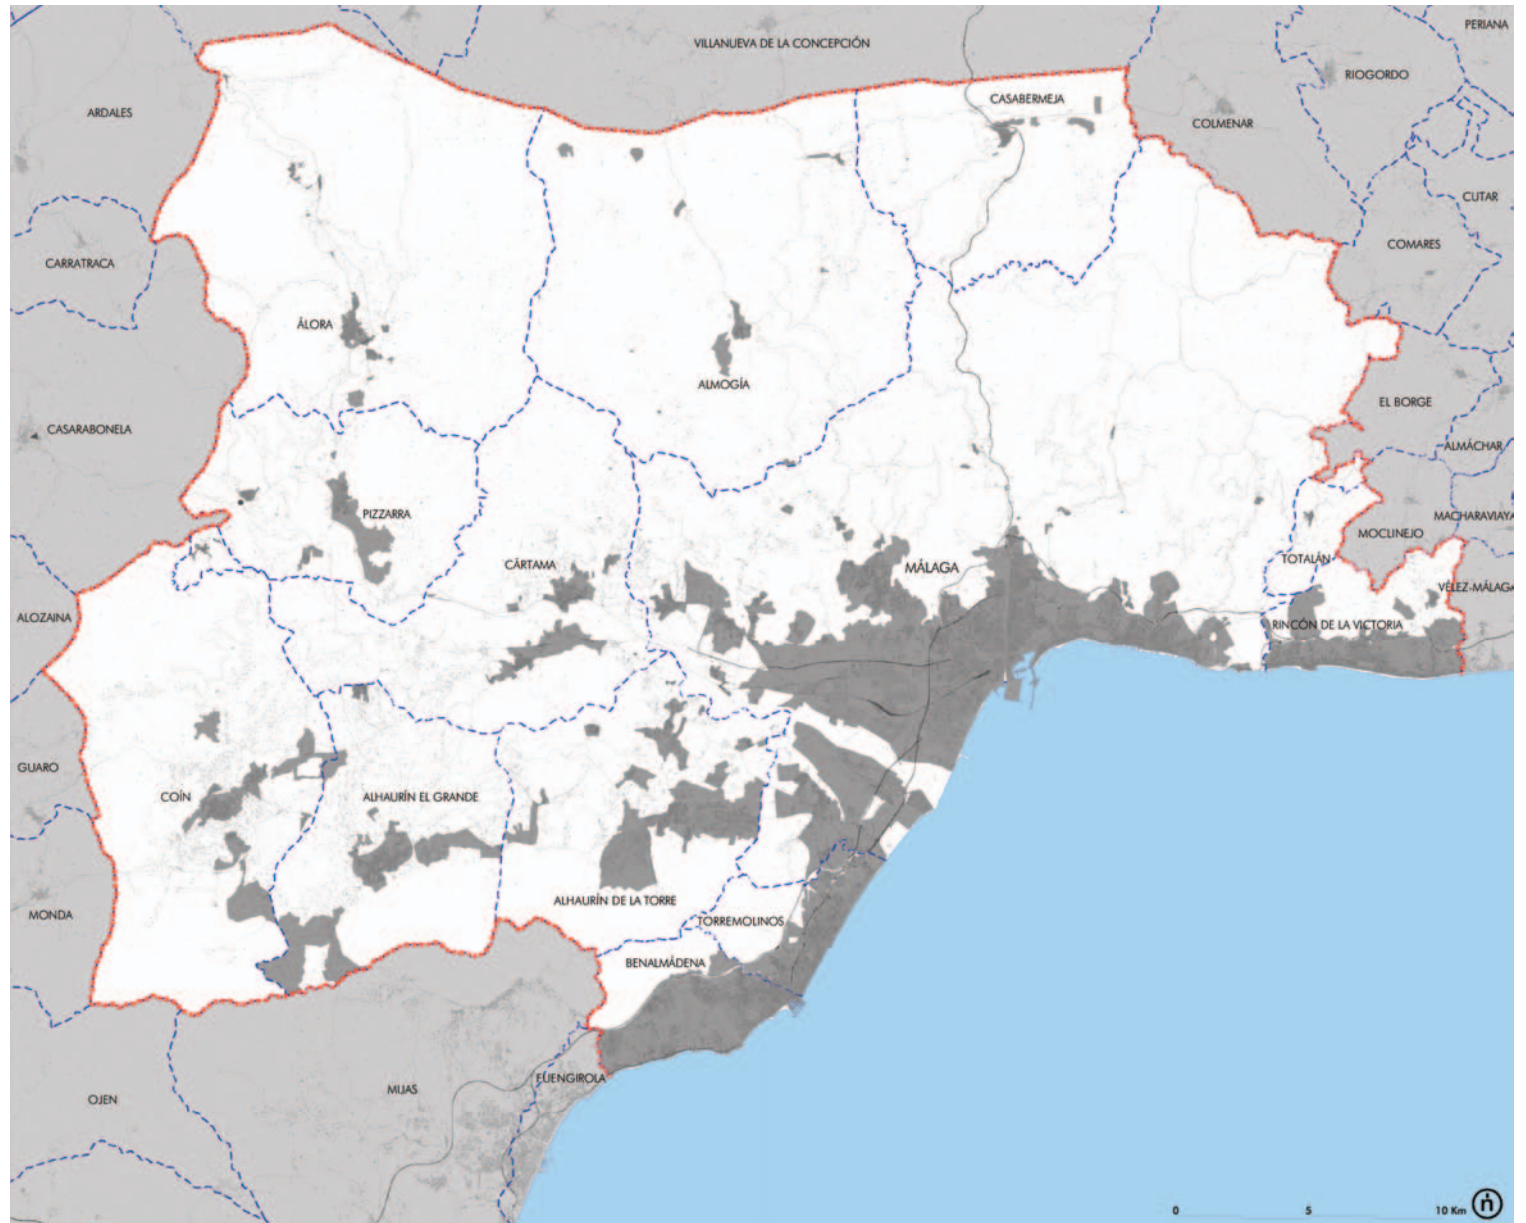 PERIANA
VILLANUEVA DE LA CONCEPCIÓN
RIOGORDO
CASABERMEJA
ARDALES
COLMENAR
CUTAR
COMARES
CARRATRACA
ÁLORA
ALMOGÍA
EL BORGE
CASARABONELA
ALMÁCHAR
PIZZARRA
MACHARAVIAYA
MOCLINEJO
CÁRTAMA
MÁLAGA
TOTALÁN
VÉLEZ-MÁLAGA
ALOZAINA
RINCÓN DE LA VICTORIA
GUARO
COÍN
ALHAURÍN EL GRANDE
ALHAURÍN DE LA TORRE
MONDA
TORREMOLINOS
BENALMÁDENA
FUENGIROLA
MIJAS
OJEN
0 5 10 Km n